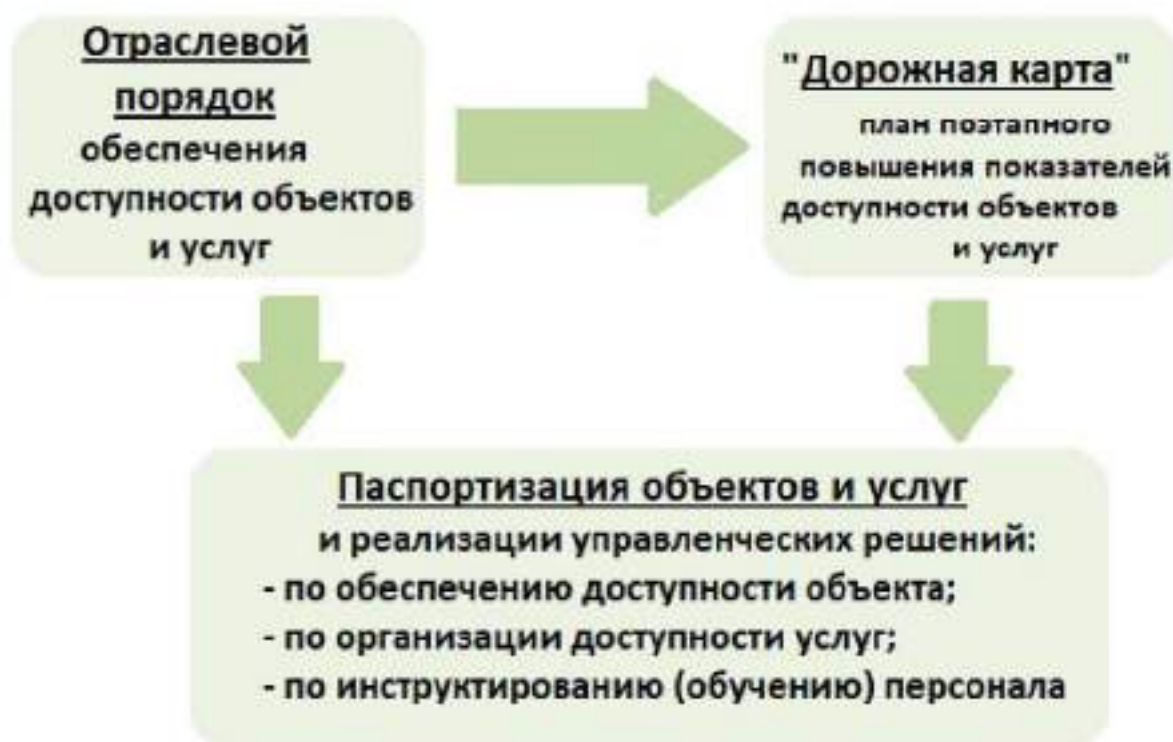 Отраслевой
порядок
обеспечения
доступности объектов
и услуг
"Дорожная карта"
план поэтапного
повышения показателей
доступности объектов
и услуг
Паспортизация объектов и услуг
и реализации управленческих решений:
- по обеспечению доступности объекта;
- по организации доступности услуг;
- по инструктированию (обучению) персонала